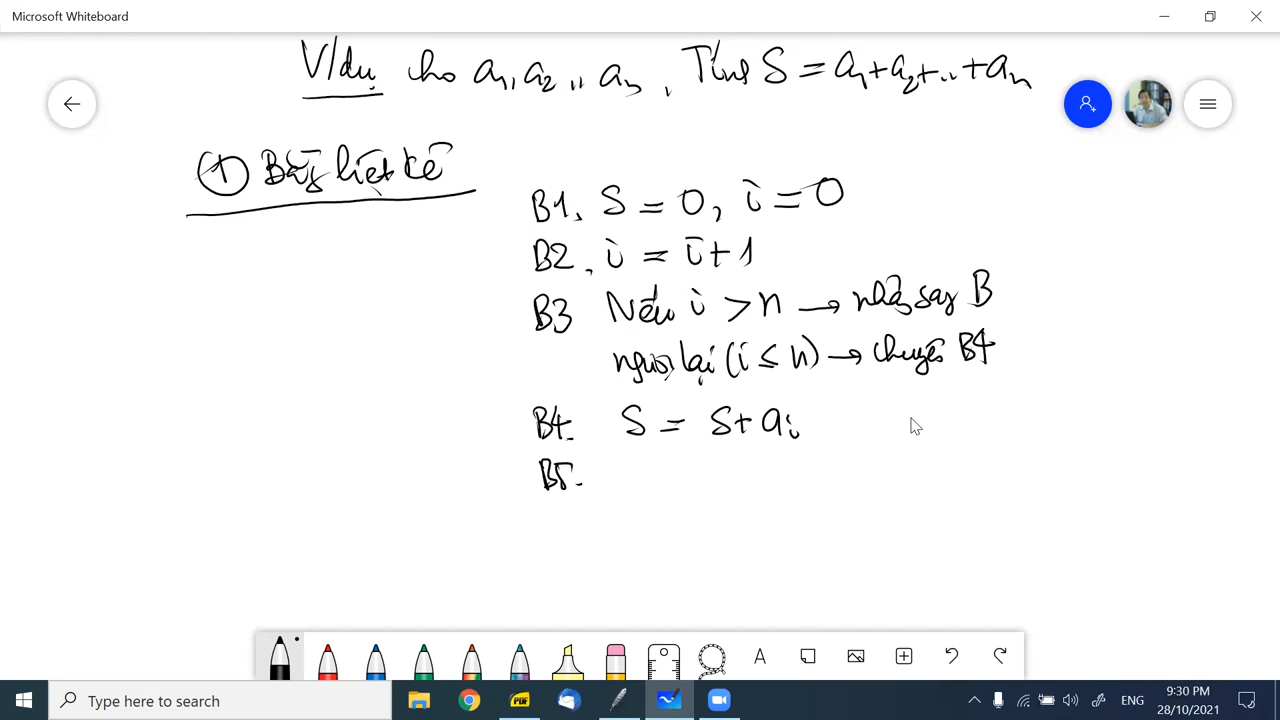 Microsoft Whiteboard
V/dụ cho a1, a2 ,, an , Tính S = a1+a2+..+an
① Bằng liệt kê
B1. S = 0, i = 0
B2. i = i+1
B3 Nếu i > n → nhảy sang B
ngược lại (i ≤ n) → chuyển B4
B4. S = S+ai
B5.
A
Type here to search
PDF
ENG
9:30 PM
28/10/2021